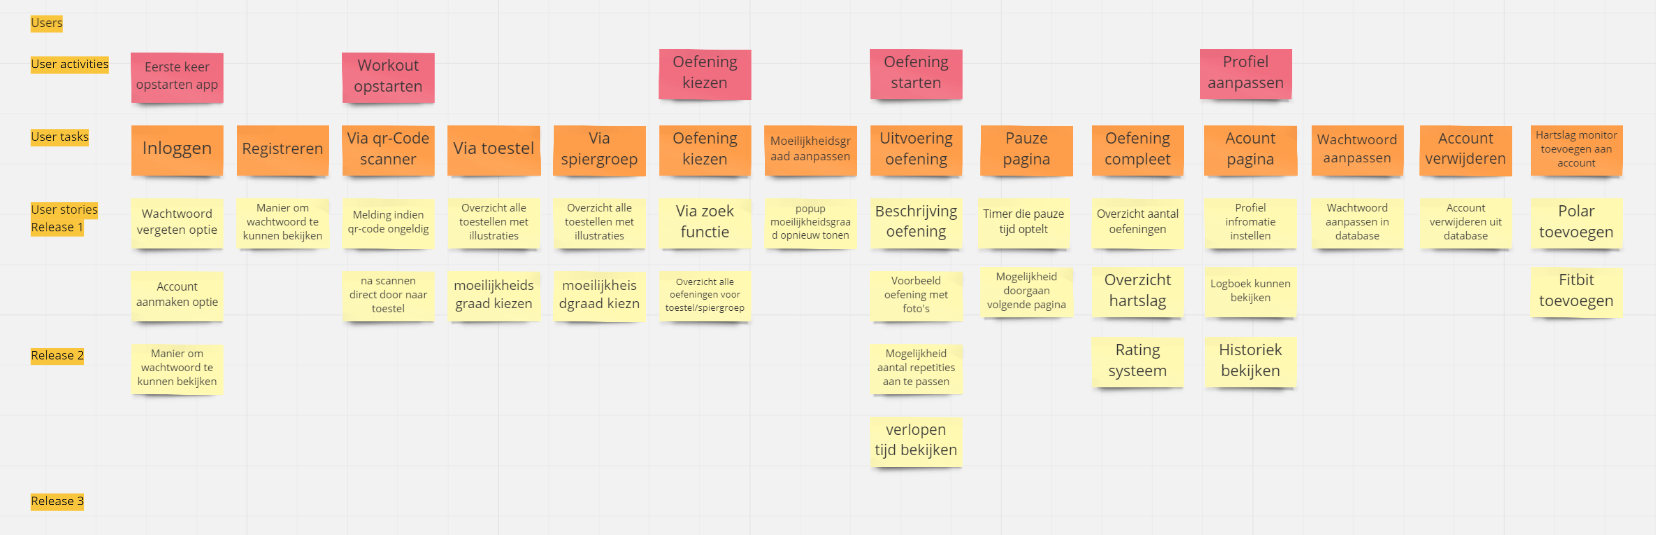 Users
User activities
Eerste keer
opstarten app
Workout
opstarten
Oefening
kiezen
Oefening
starten
Profiel
aanpassen
User tasks
Inloggen
Registreren
Via qr-Code
scanner
Via toestel
Via
spiergroep
Oefening
kiezen
Moeilijkheidsgr
aad aanpassen
Uitvoering
oefening
Pauze
pagina
Oefening
compleet
Acount
pagina
Wachtwoord
aanpassen
Account
verwijderen
Hartslag monitor
toevoegen aan
account
User stories
Release 1
Wachtwoord
vergeten optie
Manier om
wachtwoord te
kunnen bekijken
Melding indien
qr-code ongeldig
Overzicht alle
toestellen met
illustraties
Overzicht alle
toestellen met
illustraties
Via zoek
functie
popup
moeilijkheidsgraa
d opnieuw tonen
Beschrijving
oefening
Timer die pauze
tijd optelt
Overzicht aantal
oefeningen
Profiel
infromatie
instellen
Wachtwoord
aanpassen in
database
Account
verwijderen uit
database
Polar
toevoegen
Account
aanmaken optie
na scannen
direct door naar
toestel
moeilijkheids
graad kiezen
moeilijkheis
dgraad kiezn
Overzicht alle
oefeningen voor
toestel/spiergroep
Voorbeeld
oefening met
foto's
Mogelijkheid
doorgaan
volgende pagina
Overzicht
hartslag
Logboek kunnen
bekijken
Fitbit
toevoegen
Release 2
Manier om
wachtwoord te
kunnen bekijken
Mogelijkheid
aantal repetities
aan te passen
Rating
systeem
Historiek
bekijken
verlopen
tijd bekijken
Release 3